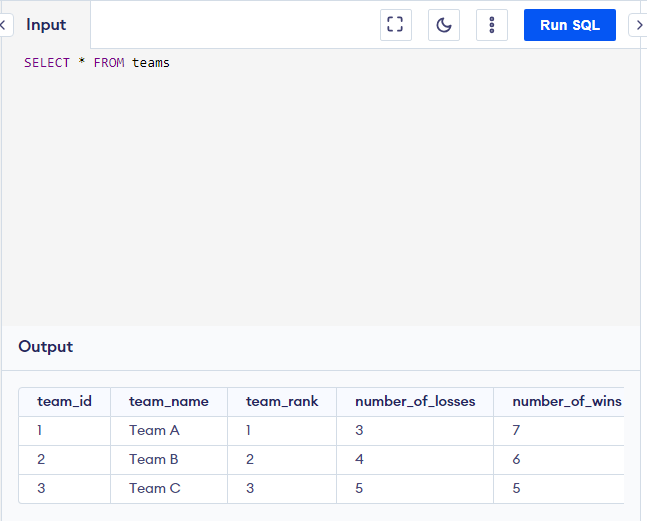 Input
Run SQL
SELECT * FROM teams
Output
team_id team_name team_rank number_of_losses number_of_wins
1 Team A 1 3 7
2 Team B 2 4 6
3 Team C 3 5 5